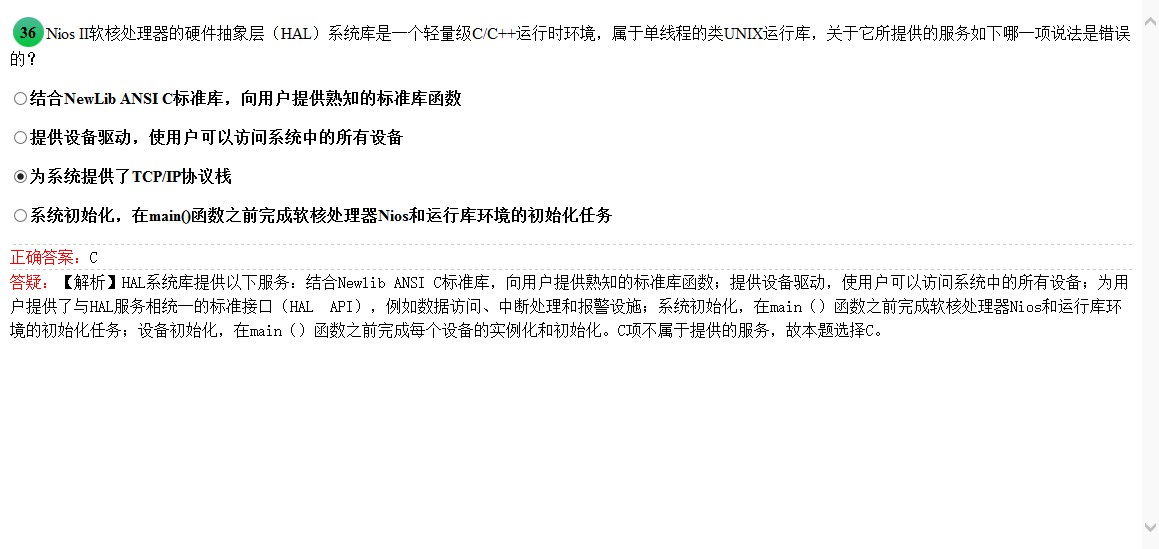 36 Nios II软核处理器的硬件抽象层（HAL）系统库是一个轻量级C/C++运行时环境，属于单线程的类UNIX运行库，关于它所提供的服务如下哪一项说法是错误
的？
结合NewLib ANSI C标准库，向用户提供熟知的标准库函数
提供设备驱动，使用户可以访问系统中的所有设备
为系统提供了TCP/IP协议栈
系统初始化，在main()函数之前完成软核处理器Nios和运行库环境的初始化任务
正确答案：C
答疑：【解析】HAL系统库提供以下服务：结合Newlib ANSI C标准库，向用户提供熟知的标准库函数；提供设备驱动，使用户可以访问系统中的所有设备；为用
户提供了与HAL服务相统一的标准接口（HAL API），例如数据访问、中断处理和报警设施；系统初始化，在main（）函数之前完成软核处理器Nios和运行库环
境的初始化任务；设备初始化，在main（）函数之前完成每个设备的实例化和初始化。C项不属于提供的服务，故本题选择C。